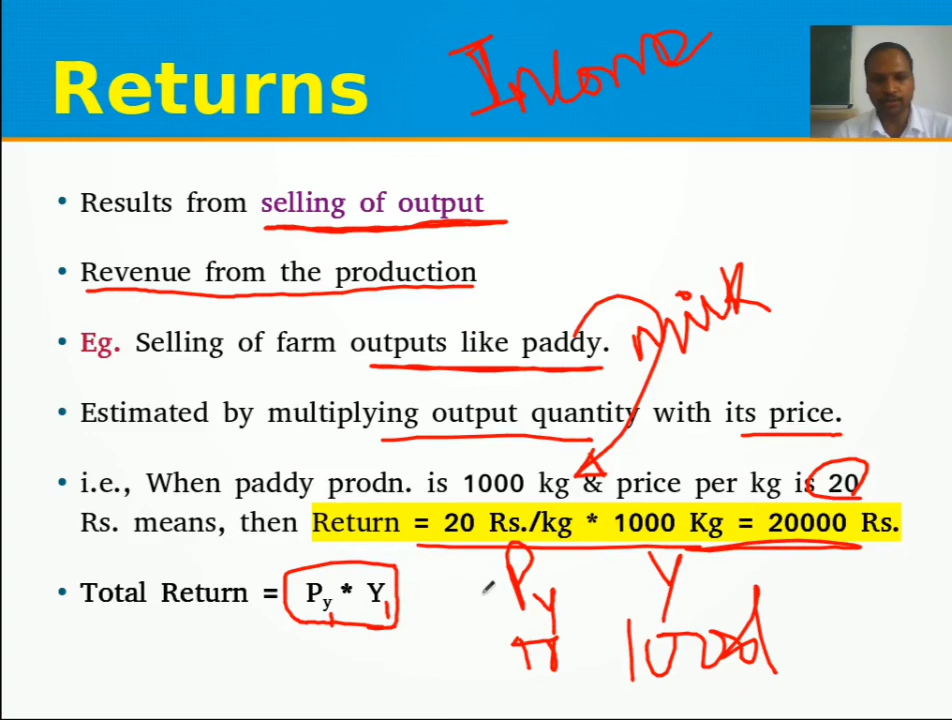 Returns Income
• Results from selling of output
• Revenue from the production
• Eg. Selling of farm outputs like paddy. milk
• Estimated by multiplying output quantity with its price.
• i.e., When paddy prodn. is 1000 kg & price per kg is 20
Rs. means, then Return = 20 Rs./kg * 1000 Kg = 20000 Rs.
• Total Return = Py * Y
Py Y